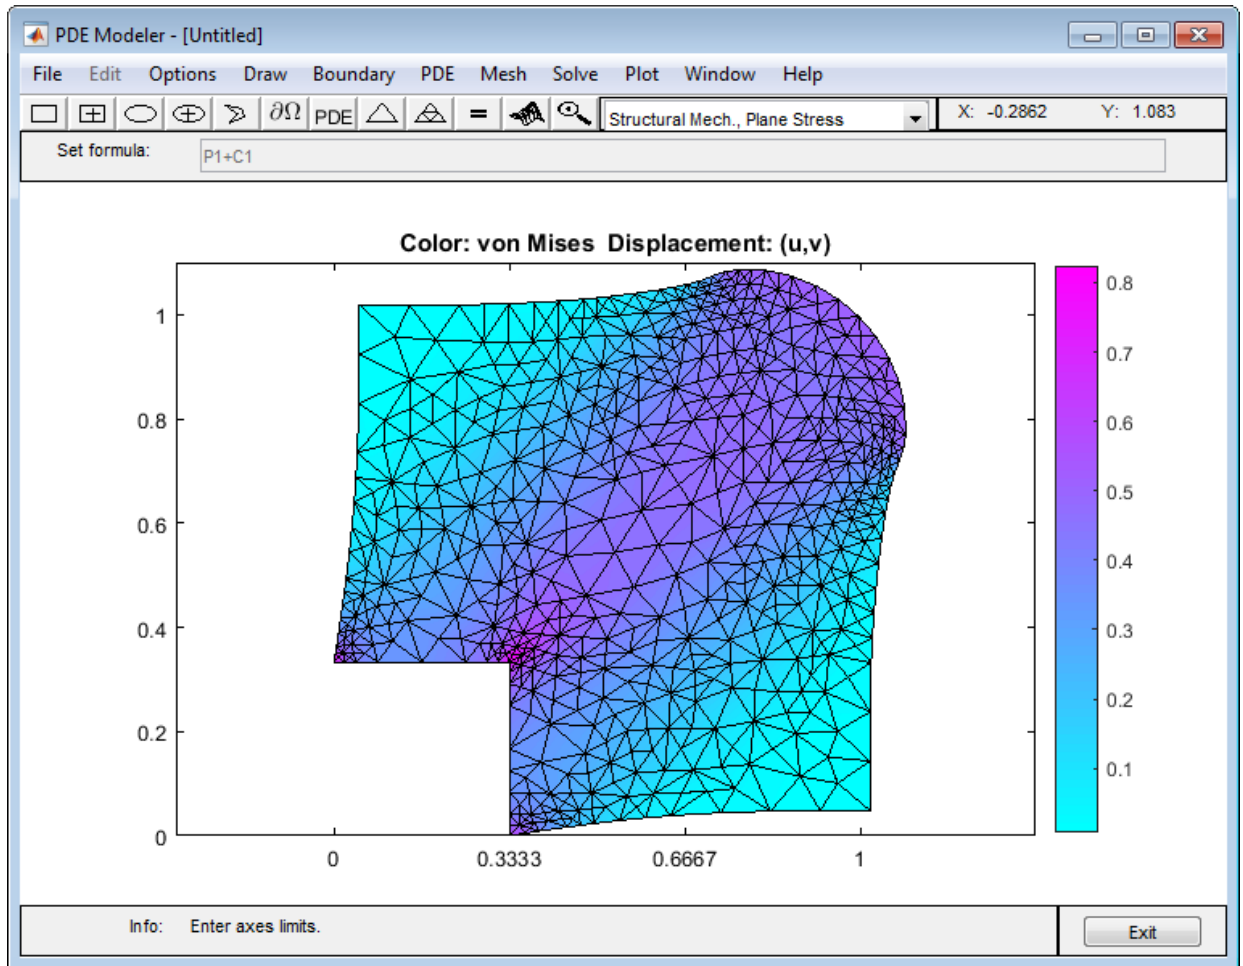 PDE Modeler - [Untitled]
File Edit Options Draw Boundary PDE Mesh Solve Plot Window Help
∂Ω PDE = Structural Mech., Plane Stress X: -0.2862 Y: 1.083
Set formula: P1+C1
Color: von Mises Displacement: (u,v)
1
0.8
0.6
0.4
0.2
0
0 0.3333 0.6667 1
0.8
0.7
0.6
0.5
0.4
0.3
0.2
0.1
Info: Enter axes limits.
Exit